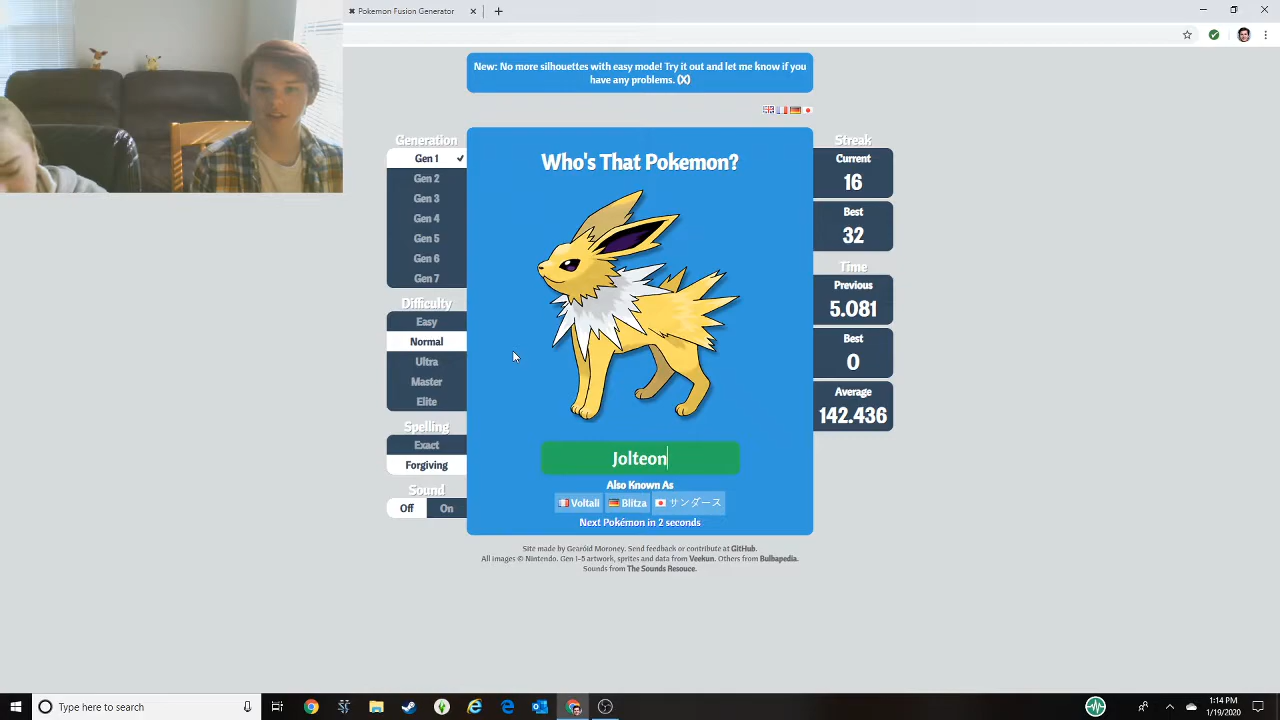 Pokemon Fusion Generator
New: No more silhouettes with easy mode! Try it out and let me know if you
have any problems. (X)
Generation
Gen 1
Gen 2
Gen 3
Gen 4
Gen 5
Gen 6
Gen 7
Difficulty
Easy
Normal
Ultra
Master
Elite
Spelling
Exact
Forgiving
Sound
Off On
Who's That Pokemon?
Jolteon
Also Known As
Voltali Blitza サンダース
Next Pokémon in 2 seconds
Streak
Current
16
Best
32
Time
Previous
5.081
Best
0
Average
142.436
Site made by Gearóid Moroney. Send feedback or contribute at GitHub.
All images © Nintendo. Gen 1-5 artwork, sprites and data from Veekun. Others from Bulbapedia.
Sounds from The Sounds Resouce.
Type here to search
1:14 PM
1/19/2020